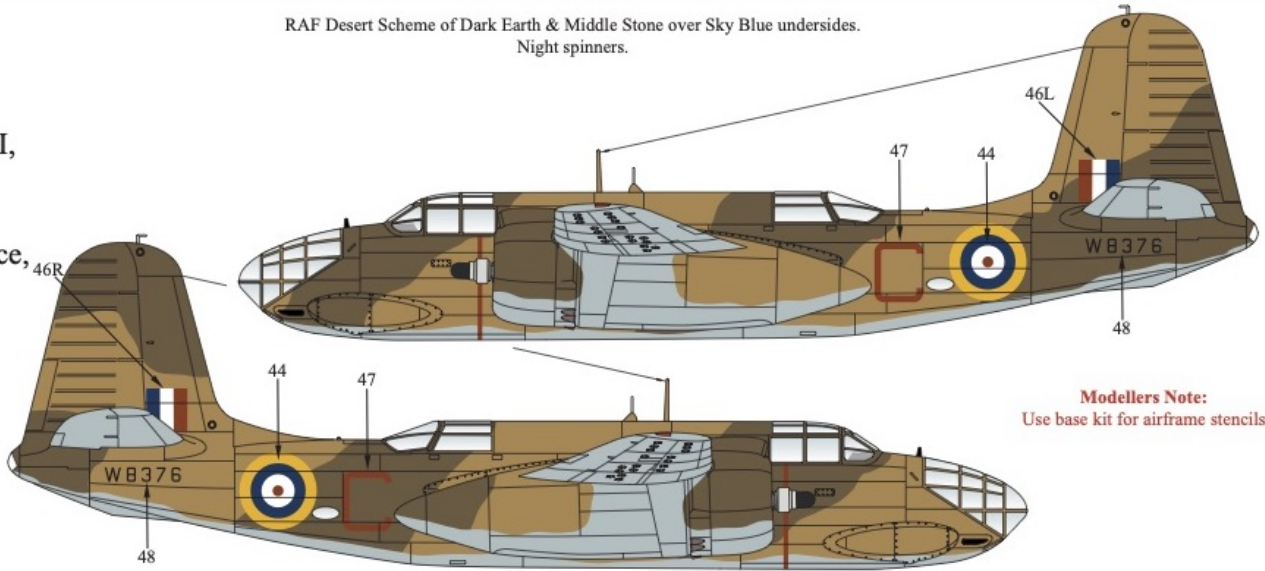 RAF Desert Scheme of Dark Earth & Middle Stone over Sky Blue undersides.
Night spinners.
I,
ce,
46L
47
44
W8376
48
46R
44
47
W8376
48
C
C
Modellers Note:
Use base kit for airframe stencils